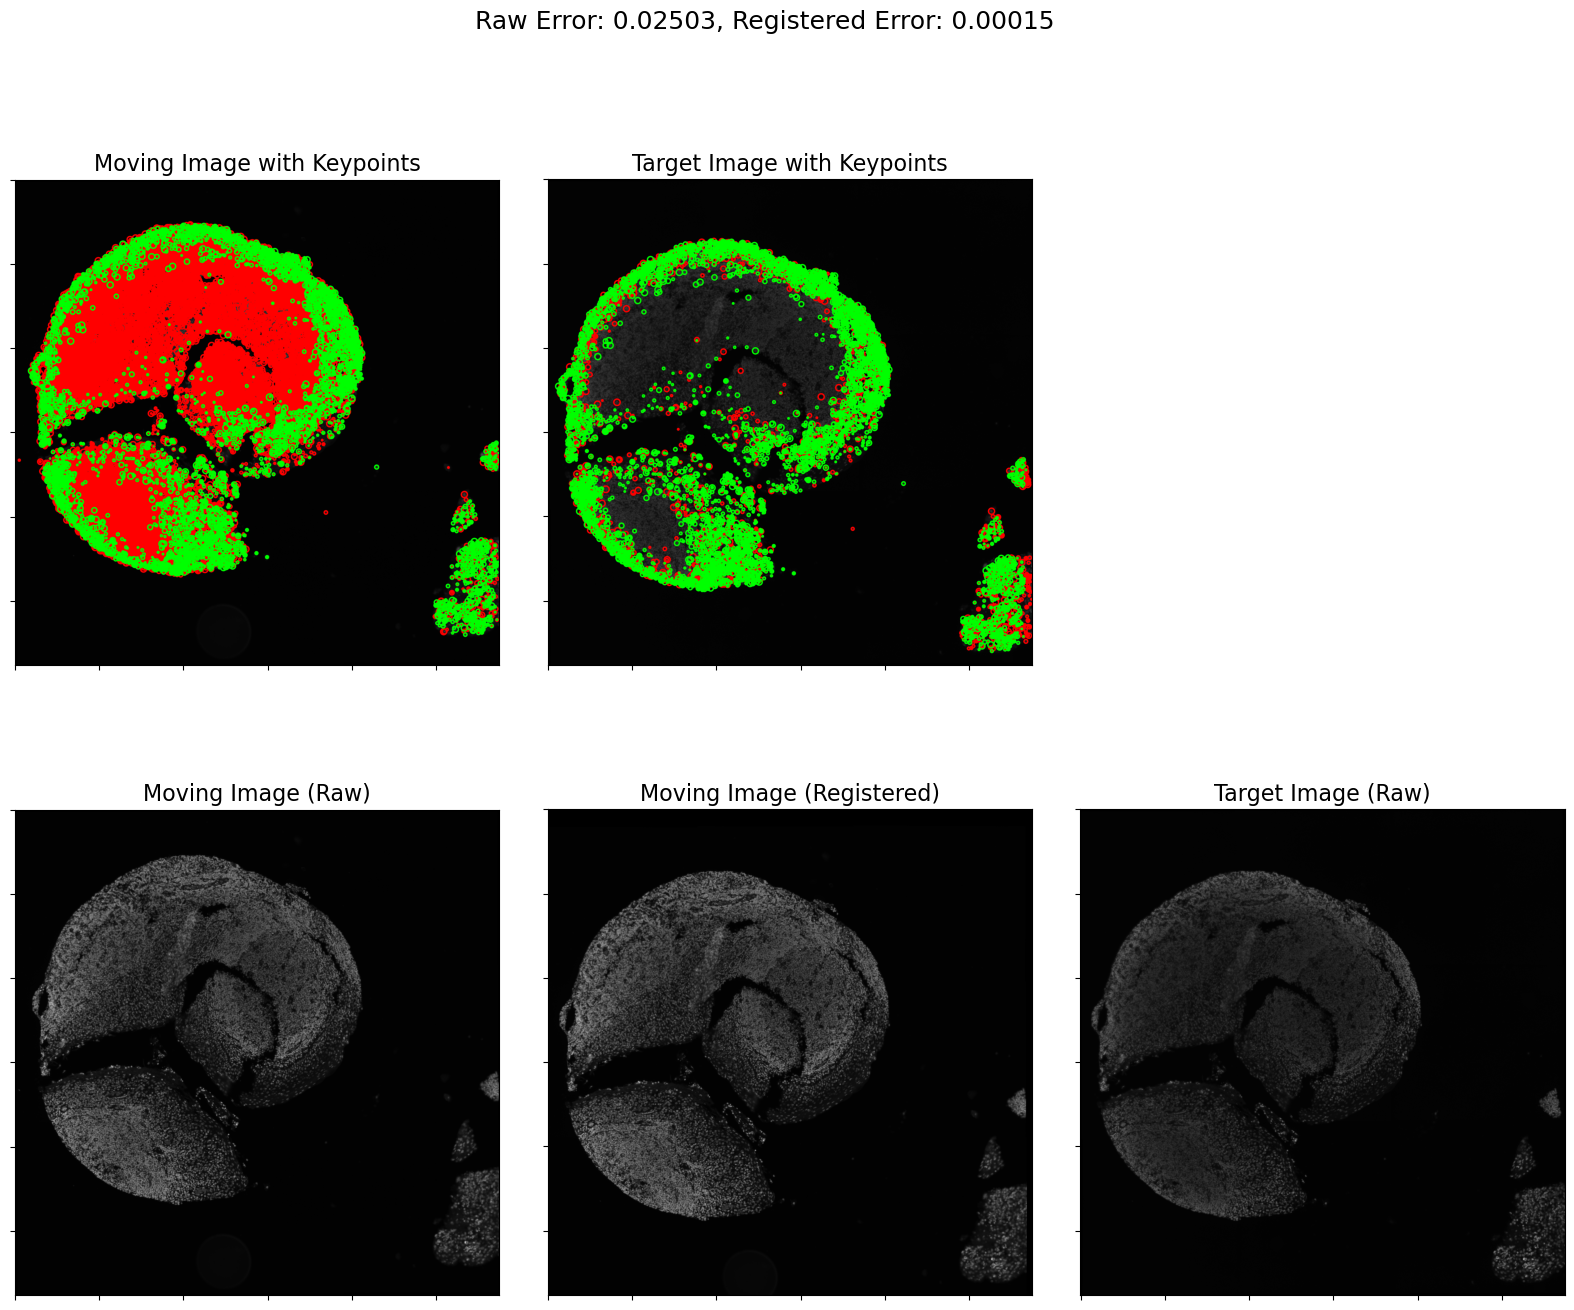 Raw Error: 0.02503, Registered Error: 0.00015
Moving Image with Keypoints
Target Image with Keypoints
Moving Image (Raw)
Moving Image (Registered)
Target Image (Raw)